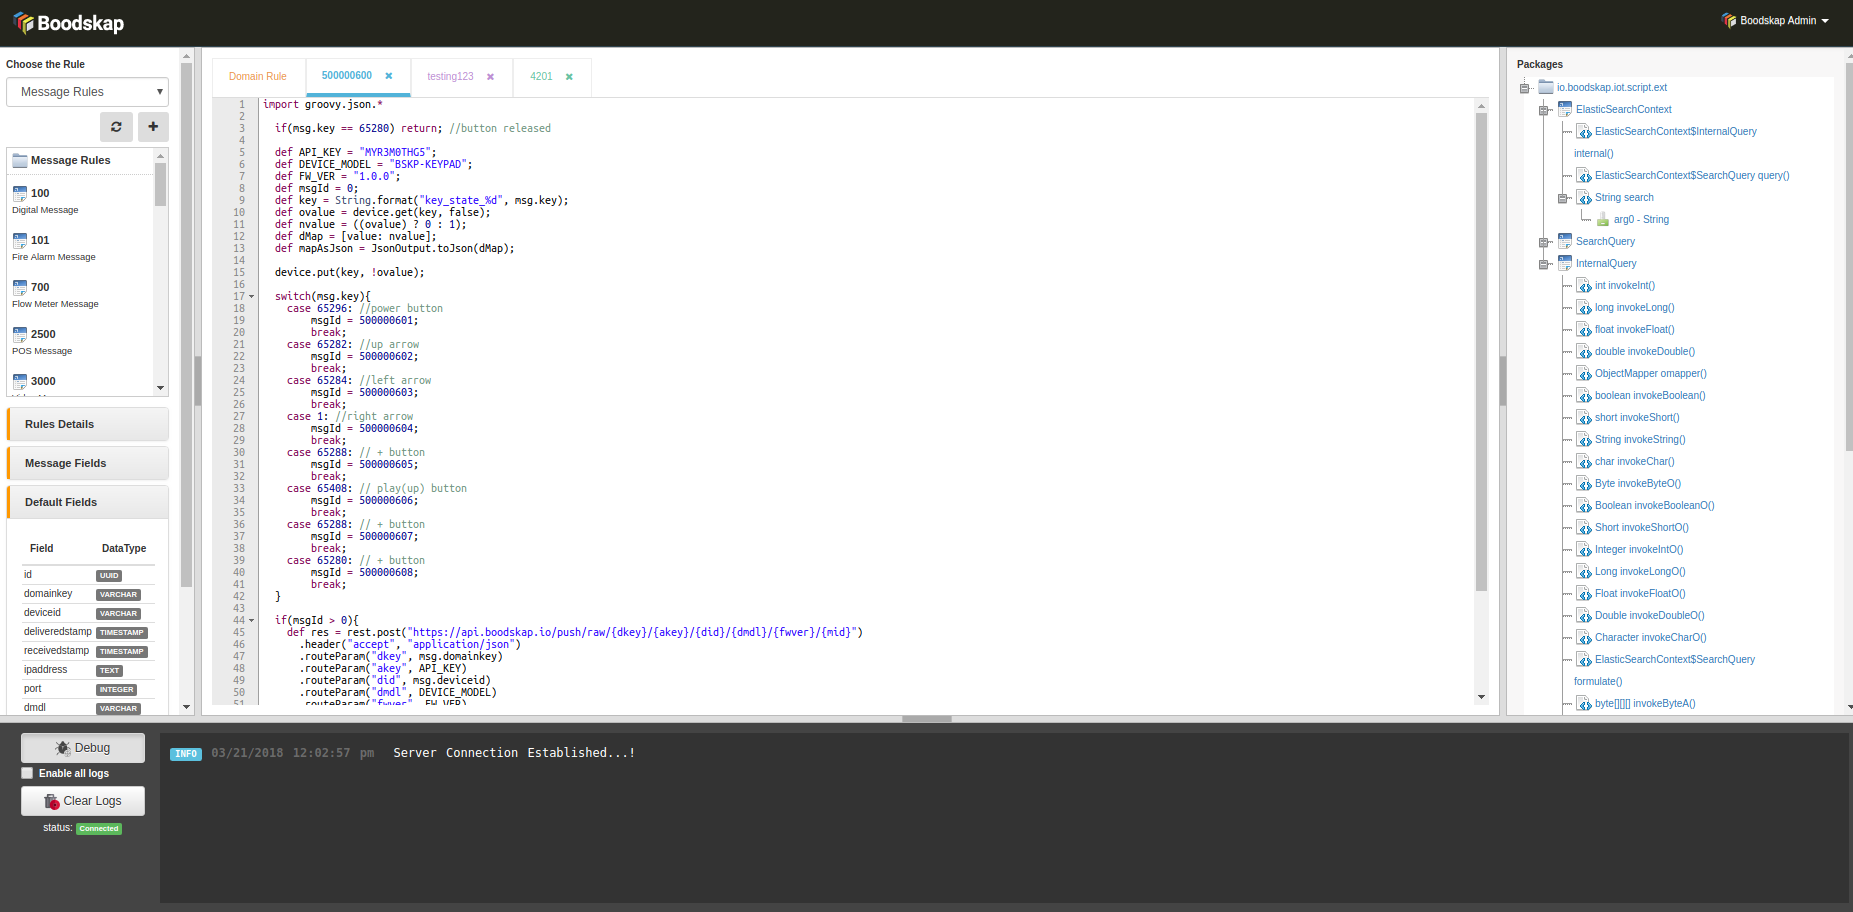 Boodskap
Boodskap Admin
Choose the Rule
Message Rules
Message Rules
100
Digital Message
101
Fire Alarm Message
700
Flow Meter Message
2500
POS Message
3000
Rules Details
Message Fields
Default Fields
Field DataType
id UUID
domainkey VARCHAR
deviceid VARCHAR
deliveredstamp TIMESTAMP
receivedstamp TIMESTAMP
ipaddress TEXT
port INTEGER
dmdl VARCHAR
Domain Rule 500000600 testing123 4201
1 import groovy.json.*
2
3 if(msg.key == 65280) return; //button released
4
5 def API_KEY = "MYR3M0THG5";
6 def DEVICE_MODEL = "BSKP-KEYPAD";
7 def FW_VER = "1.0.0";
8 def msgId = 0;
9 def key = String.format("key_state_%d", msg.key);
10 def ovalue = device.get(key, false);
11 def nvalue = ((ovalue) ? 0 : 1);
12 def dMap = [value: nvalue];
13 def mapAsJson = JsonOutput.toJson(dMap);
14
15 device.put(key, !ovalue);
16
17 switch(msg.key){
18 case 65296: //power button
19 msgId = 500000601;
20 break;
21 case 65282: //up arrow
22 msgId = 500000602;
23 break;
24 case 65284: //left arrow
25 msgId = 500000603;
26 break;
27 case 1: //right arrow
28 msgId = 500000604;
29 break;
30 case 65288: // + button
31 msgId = 500000605;
32 break;
33 case 65408: // play(up) button
34 msgId = 500000606;
35 break;
36 case 65288: // + button
37 msgId = 500000607;
38 break;
39 case 65280: // + button
40 msgId = 500000608;
41 break;
42 }
43
44 if(msgId > 0){
45 def res = rest.post("https://api.boodskap.io/push/raw/{dkey}/{akey}/{did}/{dmdl}/{fwver}/{mid}")
46 .header("accept", "application/json")
47 .routeParam("dkey", msg.domainkey)
48 .routeParam("akey", API_KEY)
49 .routeParam("did", msg.deviceid)
50 .routeParam("dmdl", DEVICE_MODEL)
51 .routeParam("fwver", FW_VER)
Packages
io.boodskap.iot.script.ext
ElasticSearchContext
ElasticSearchContext$InternalQuery
internal()
ElasticSearchContext$SearchQuery query()
String search
arg0 - String
SearchQuery
InternalQuery
int invokeInt()
long invokeLong()
float invokeFloat()
double invokeDouble()
ObjectMapper omapper()
boolean invokeBoolean()
short invokeShort()
String invokeString()
char invokeChar()
Byte invokeByteO()
Boolean invokeBooleanO()
Short invokeShortO()
Integer invokeIntO()
Long invokeLongO()
Float invokeFloatO()
Double invokeDoubleO()
Character invokeCharO()
ElasticSearchContext$SearchQuery
formulate()
byte[][][] invokeByteA()
Debug
Enable all logs
Clear Logs
status: Connected
INFO 03/21/2018 12:02:57 pm Server Connection Established...!